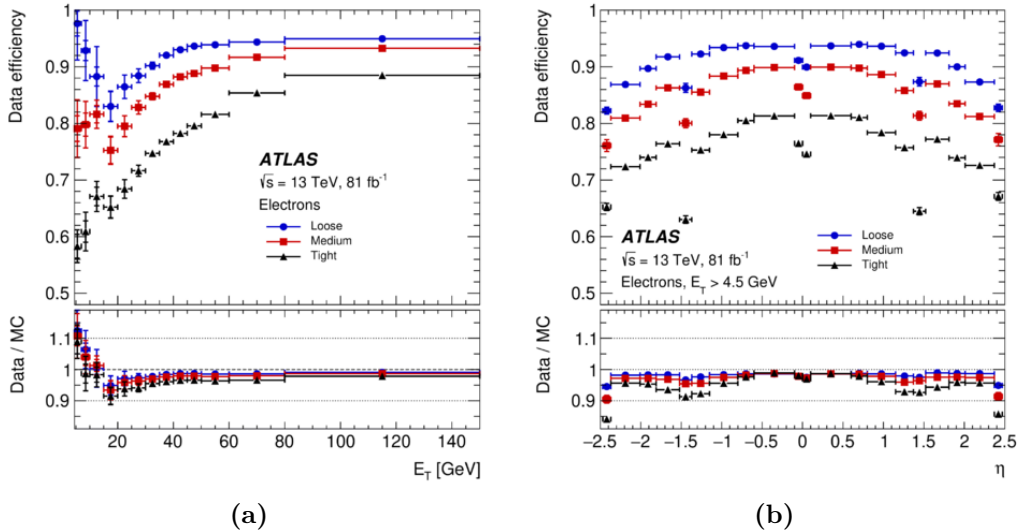 Data efficiency
1
0.9
0.8
0.7
0.6
0.5
ATLAS
√s = 13 TeV, 81 fb⁻¹
Electrons
Loose
Medium
Tight
Data / MC
1.1
1
0.9
20 40 60 80 100 120 140
E_T [GeV]
(a)
Data efficiency
1
0.9
0.8
0.7
0.6
0.5
ATLAS
√s = 13 TeV, 81 fb⁻¹
Electrons, E_T > 4.5 GeV
Loose
Medium
Tight
Data / MC
1.1
1
0.9
−2.5 −2 −1.5 −1 −0.5 0 0.5 1 1.5 2 2.5
η
(b)